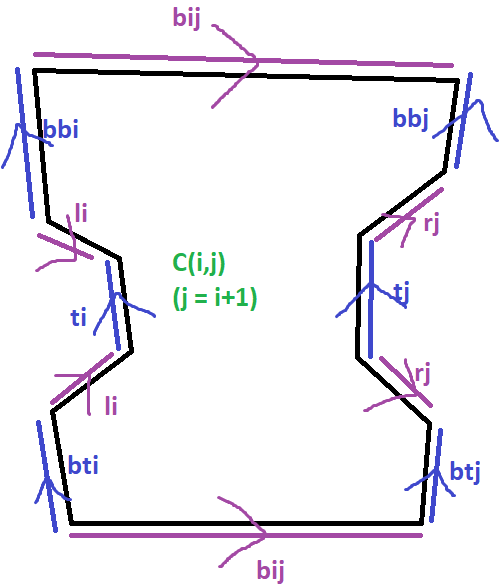 bij
bbi
bbj
li
rj
C(i,j)
(j = i+1)
ti
tj
li
rj
bti
btj
bij